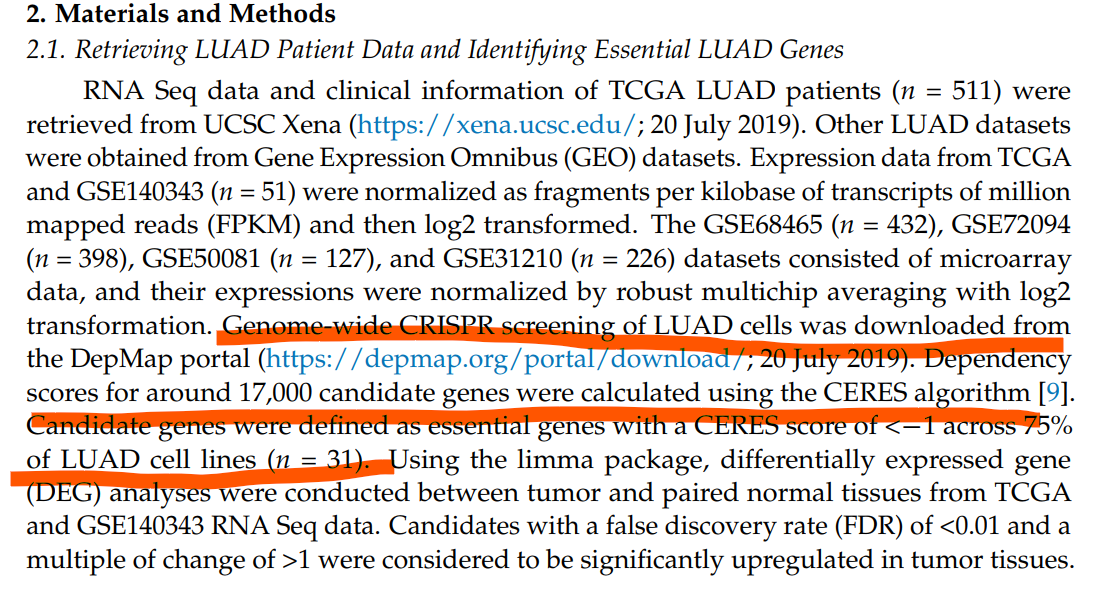 2. Materials and Methods
2.1. Retrieving LUAD Patient Data and Identifying Essential LUAD Genes
RNA Seq data and clinical information of TCGA LUAD patients (n = 511) were
retrieved from UCSC Xena (https://xena.ucsc.edu/; 20 July 2019). Other LUAD datasets
were obtained from Gene Expression Omnibus (GEO) datasets. Expression data from TCGA
and GSE140343 (n = 51) were normalized as fragments per kilobase of transcripts of million
mapped reads (FPKM) and then log2 transformed. The GSE68465 (n = 432), GSE72094
(n = 398), GSE50081 (n = 127), and GSE31210 (n = 226) datasets consisted of microarray
data, and their expressions were normalized by robust multichip averaging with log2
transformation. Genome-wide CRISPR screening of LUAD cells was downloaded from
the DepMap portal (https://depmap.org/portal/download/; 20 July 2019). Dependency
scores for around 17,000 candidate genes were calculated using the CERES algorithm [9].
Candidate genes were defined as essential genes with a CERES score of <−1 across 75%
of LUAD cell lines (n = 31). Using the limma package, differentially expressed gene
(DEG) analyses were conducted between tumor and paired normal tissues from TCGA
and GSE140343 RNA Seq data. Candidates with a false discovery rate (FDR) of <0.01 and a
multiple of change of >1 were considered to be significantly upregulated in tumor tissues.